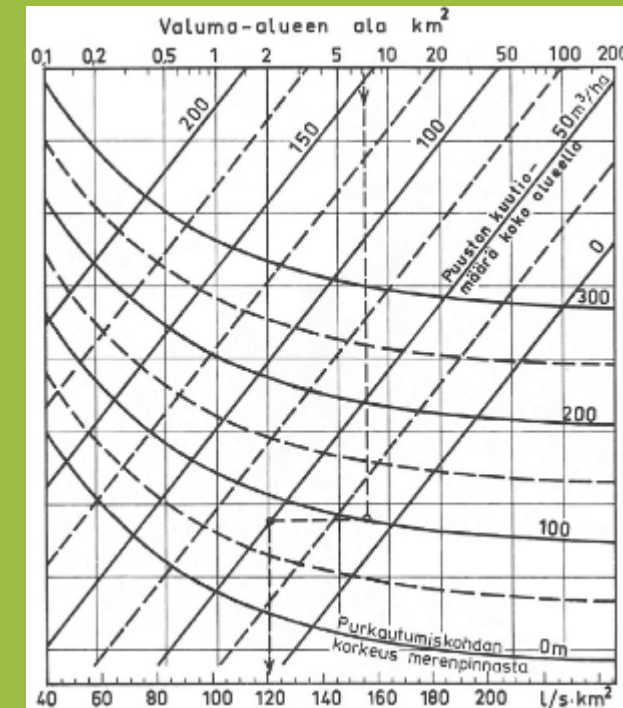 Valuma-alueen ala km²
0,1 0,2 0,5 1 2 5 10 20 50 100 200
200
150
100
50 m³/ha
Puuston kuutio-
määrä koko alueella
0
300
200
100
Purkautumiskohdan 0m
korkeus merenpinnasta
40 60 80 100 120 140 160 180 200 l/s·km²